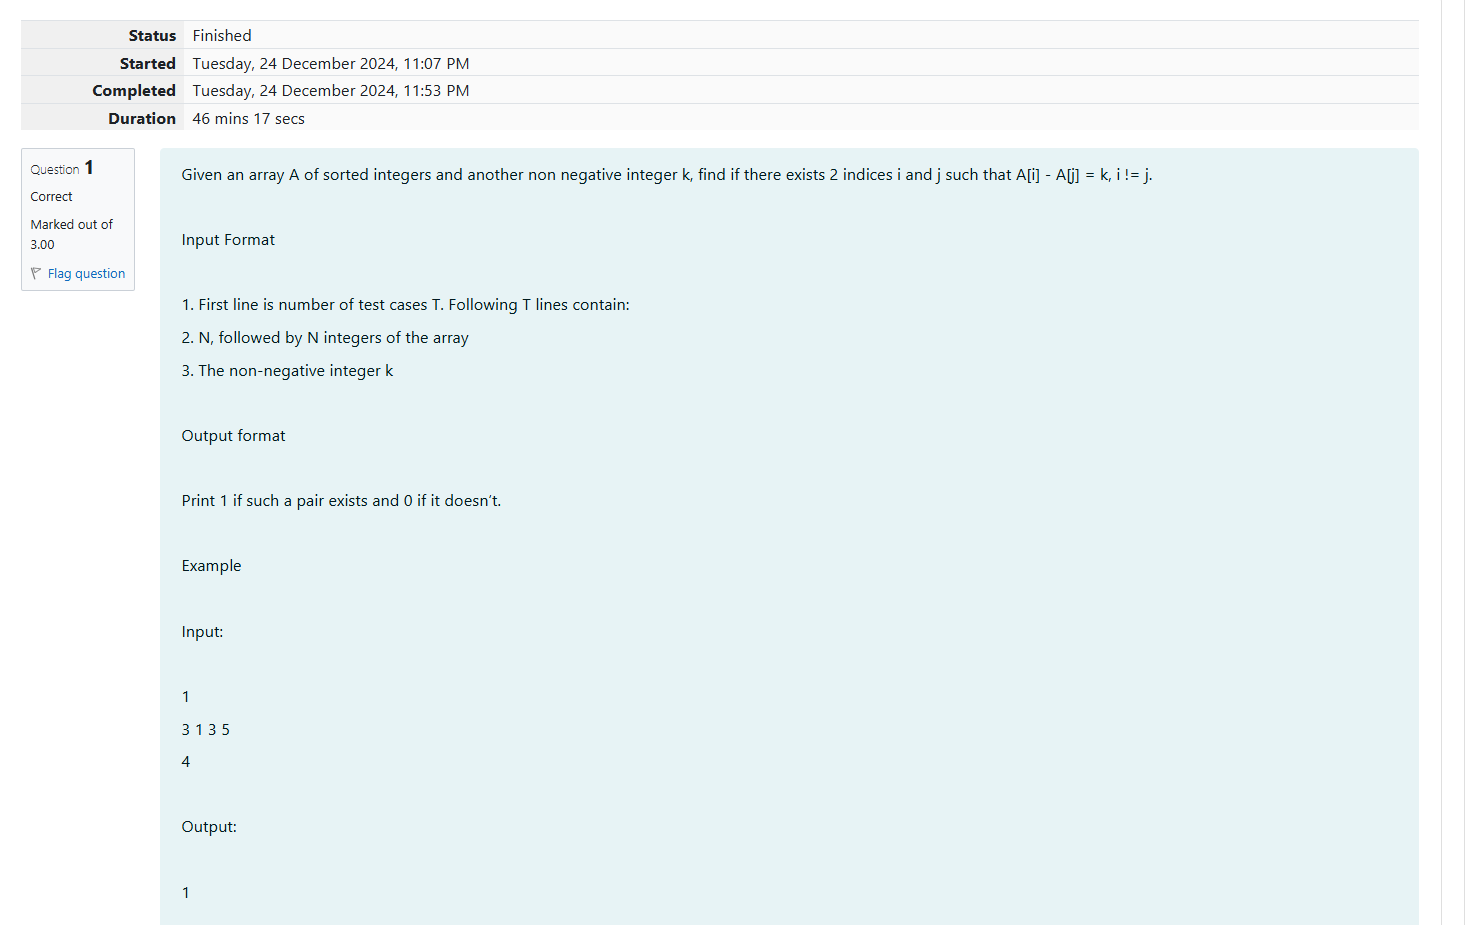 Status Finished
Started Tuesday, 24 December 2024, 11:07 PM
Completed Tuesday, 24 December 2024, 11:53 PM
Duration 46 mins 17 secs
Question 1
Correct
Marked out of
3.00
Flag question
Given an array A of sorted integers and another non negative integer k, find if there exists 2 indices i and j such that A[i] - A[j] = k, i != j.
Input Format
1. First line is number of test cases T. Following T lines contain:
2. N, followed by N integers of the array
3. The non-negative integer k
Output format
Print 1 if such a pair exists and 0 if it doesn’t.
Example
Input:
1
3 1 3 5
4
Output:
1